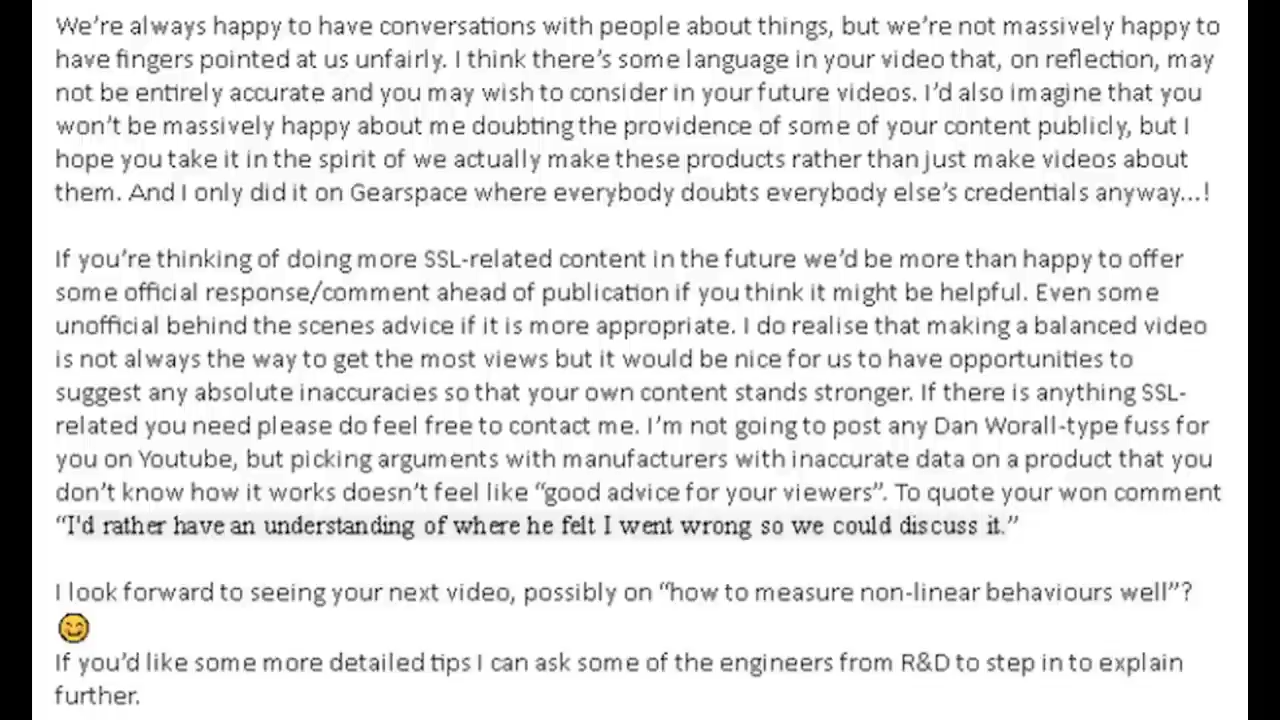 We're always happy to have conversations with people about things, but we're not massively happy to
have fingers pointed at us unfairly. I think there's some language in your video that, on reflection, may
not be entirely accurate and you may wish to consider in your future videos. I'd also imagine that you
won't be massively happy about me doubting the providence of some of your content publicly, but I
hope you take it in the spirit of we actually make these products rather than just make videos about
them. And I only did it on Gearspace where everybody doubts everybody else's credentials anyway...!
If you're thinking of doing more SSL-related content in the future we'd be more than happy to offer
some official response/comment ahead of publication if you think it might be helpful. Even some
unofficial behind the scenes advice if it is more appropriate. I do realise that making a balanced video
is not always the way to get the most views but it would be nice for us to have opportunities to
suggest any absolute inaccuracies so that your own content stands stronger. If there is anything SSL-
related you need please do feel free to contact me. I'm not going to post any Dan Worall-type fuss for
you on Youtube, but picking arguments with manufacturers with inaccurate data on a product that you
don't know how it works doesn't feel like “good advice for your viewers”. To quote your won comment
“I'd rather have an understanding of where he felt I went wrong so we could discuss it.”
I look forward to seeing your next video, possibly on “how to measure non-linear behaviours well”?
😊
If you'd like some more detailed tips I can ask some of the engineers from R&D to step in to explain
further.